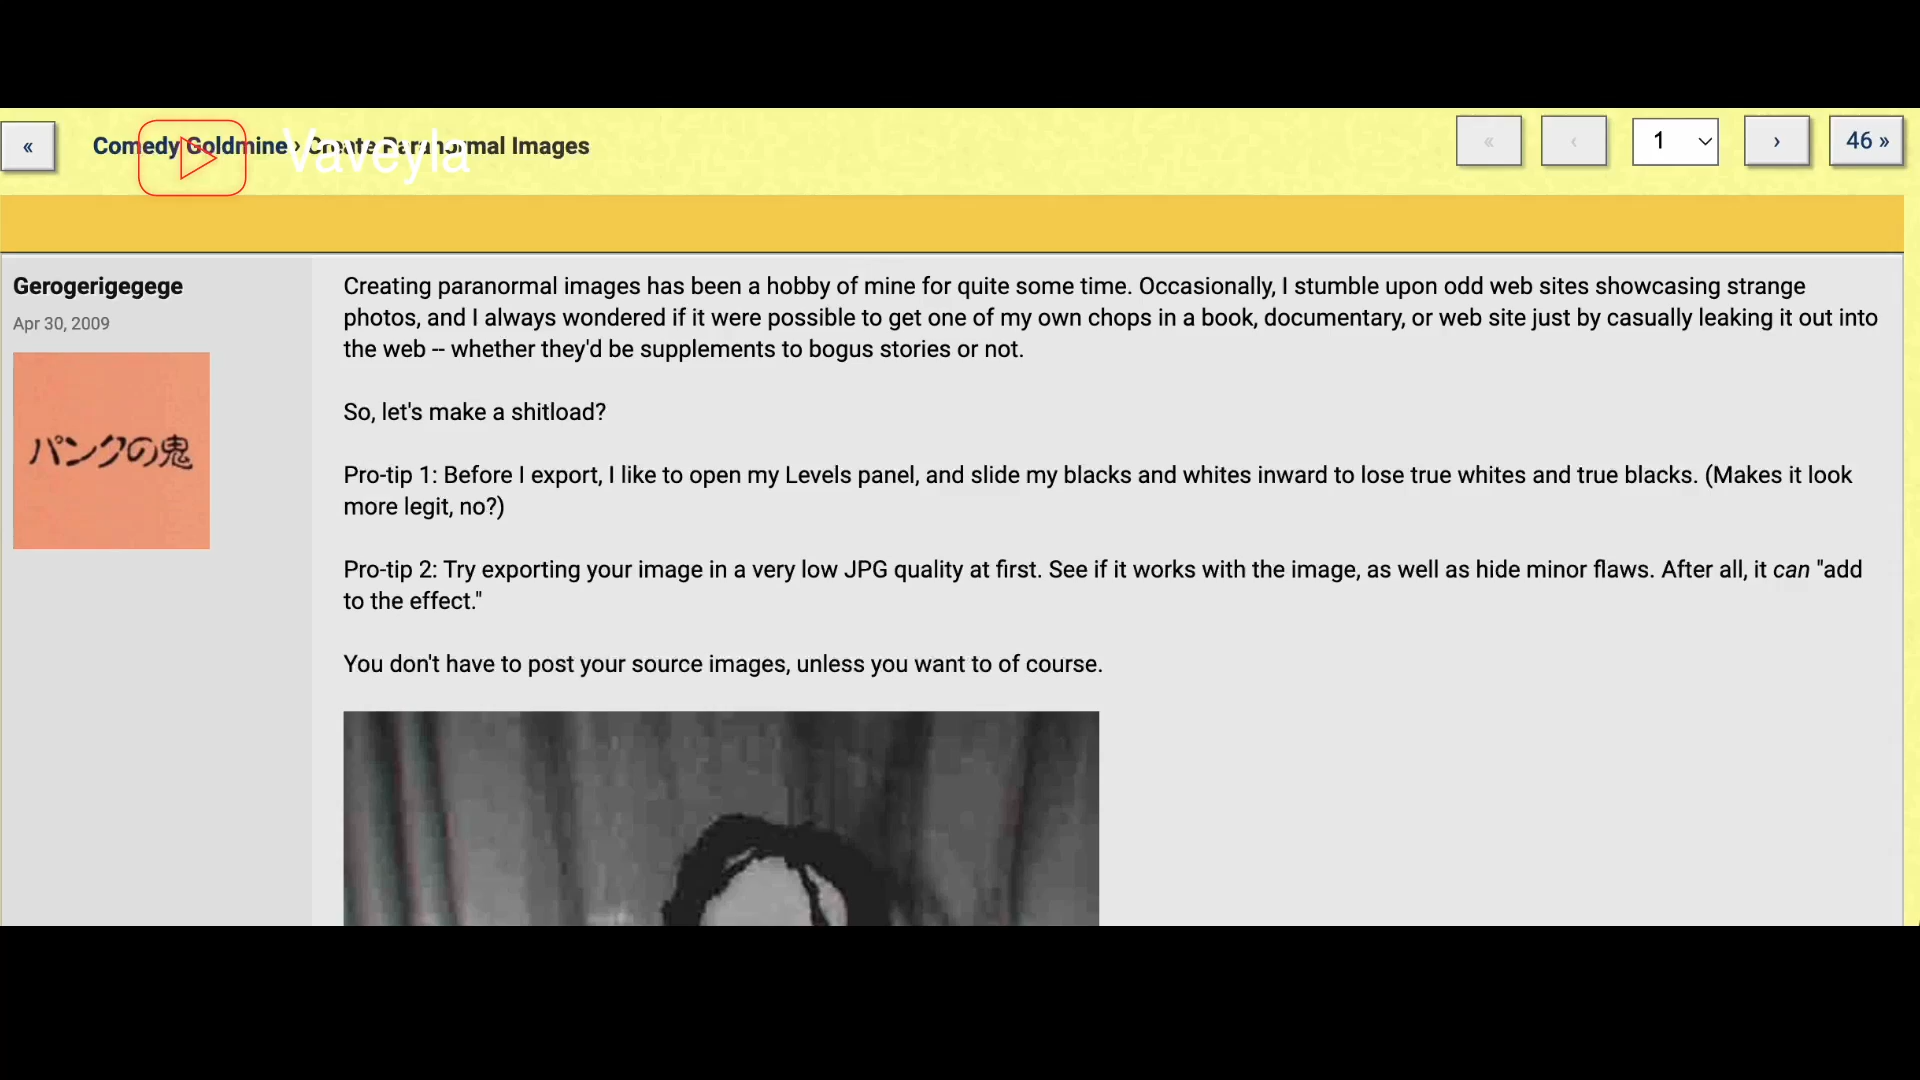 «
Comedy Goldmine › Create Paranormal Images
Vaveyla
« ‹ 1 › 46 »
Gerogerigegege
Apr 30, 2009
パンクの鬼
Creating paranormal images has been a hobby of mine for quite some time. Occasionally, I stumble upon odd web sites showcasing strange
photos, and I always wondered if it were possible to get one of my own chops in a book, documentary, or web site just by casually leaking it out into
the web -- whether they'd be supplements to bogus stories or not.
So, let's make a shitload?
Pro-tip 1: Before I export, I like to open my Levels panel, and slide my blacks and whites inward to lose true whites and true blacks. (Makes it look
more legit, no?)
Pro-tip 2: Try exporting your image in a very low JPG quality at first. See if it works with the image, as well as hide minor flaws. After all, it can "add
to the effect."
You don't have to post your source images, unless you want to of course.